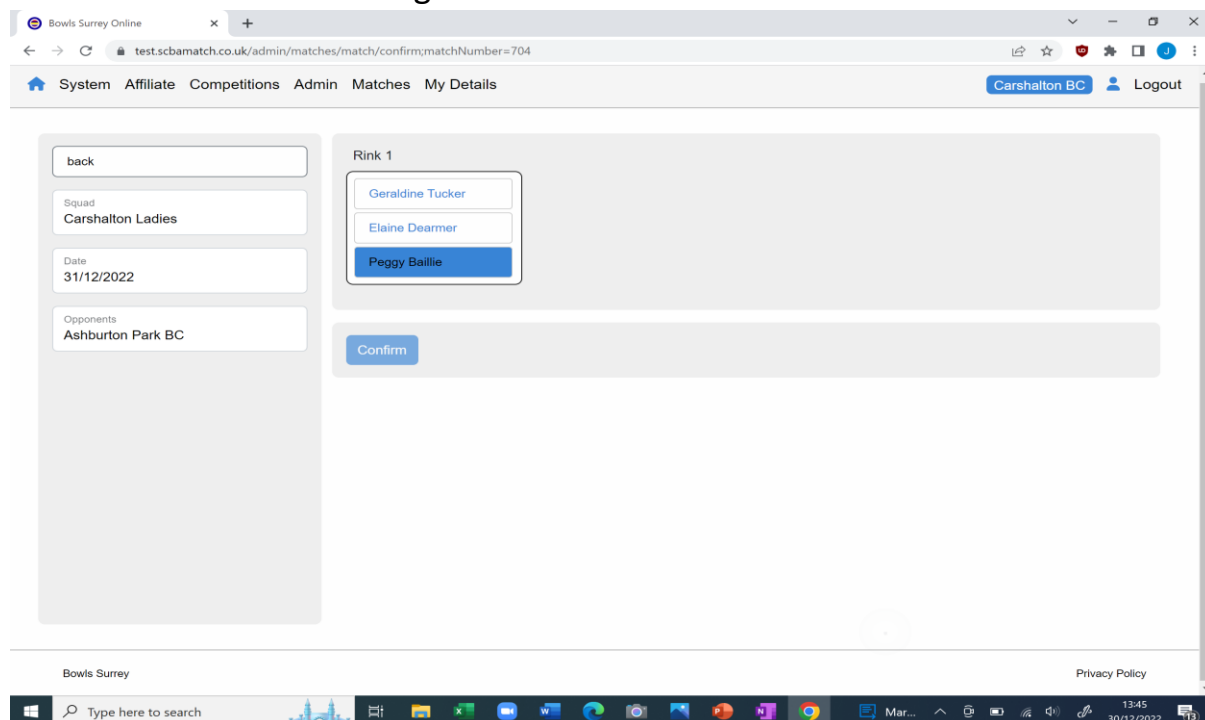 Bowls Surrey Online
test.scbamatch.co.uk/admin/matches/match/confirm;matchNumber=704
System Affiliate Competitions Admin Matches My Details Carshalton BC Logout
back
Squad
Carshalton Ladies
Date
31/12/2022
Opponents
Ashburton Park BC
Rink 1
Geraldine Tucker
Elaine Dearmer
Peggy Baillie
Confirm
Bowls Surrey Privacy Policy
Type here to search
Mar...
13:45
30/12/2022
13